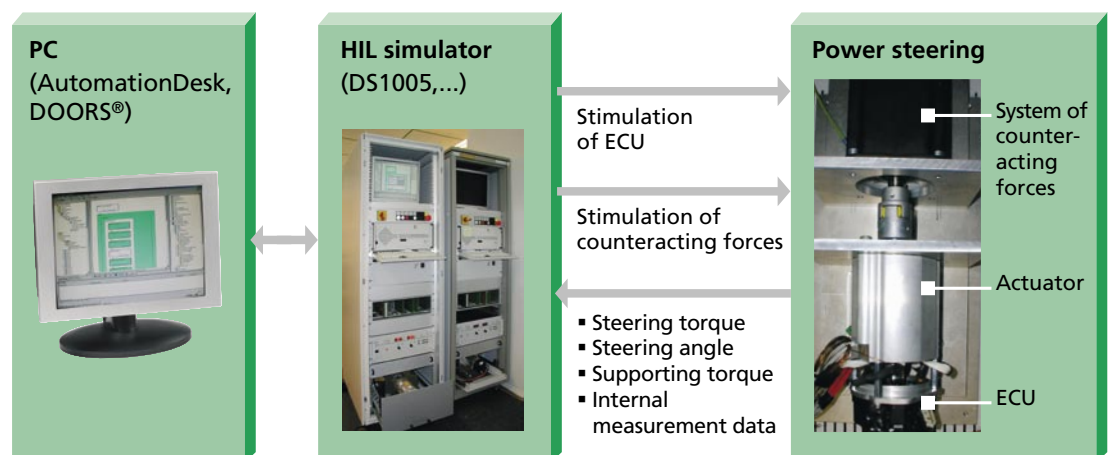 PC
(AutomationDesk,
DOORS®)
HIL simulator
(DS1005,...)
Stimulation
of ECU
Stimulation of
counteracting forces
▪ Steering torque
▪ Steering angle
▪ Supporting torque
▪ Internal
measurement data
Power steering
System of
counter-
acting
forces
Actuator
ECU